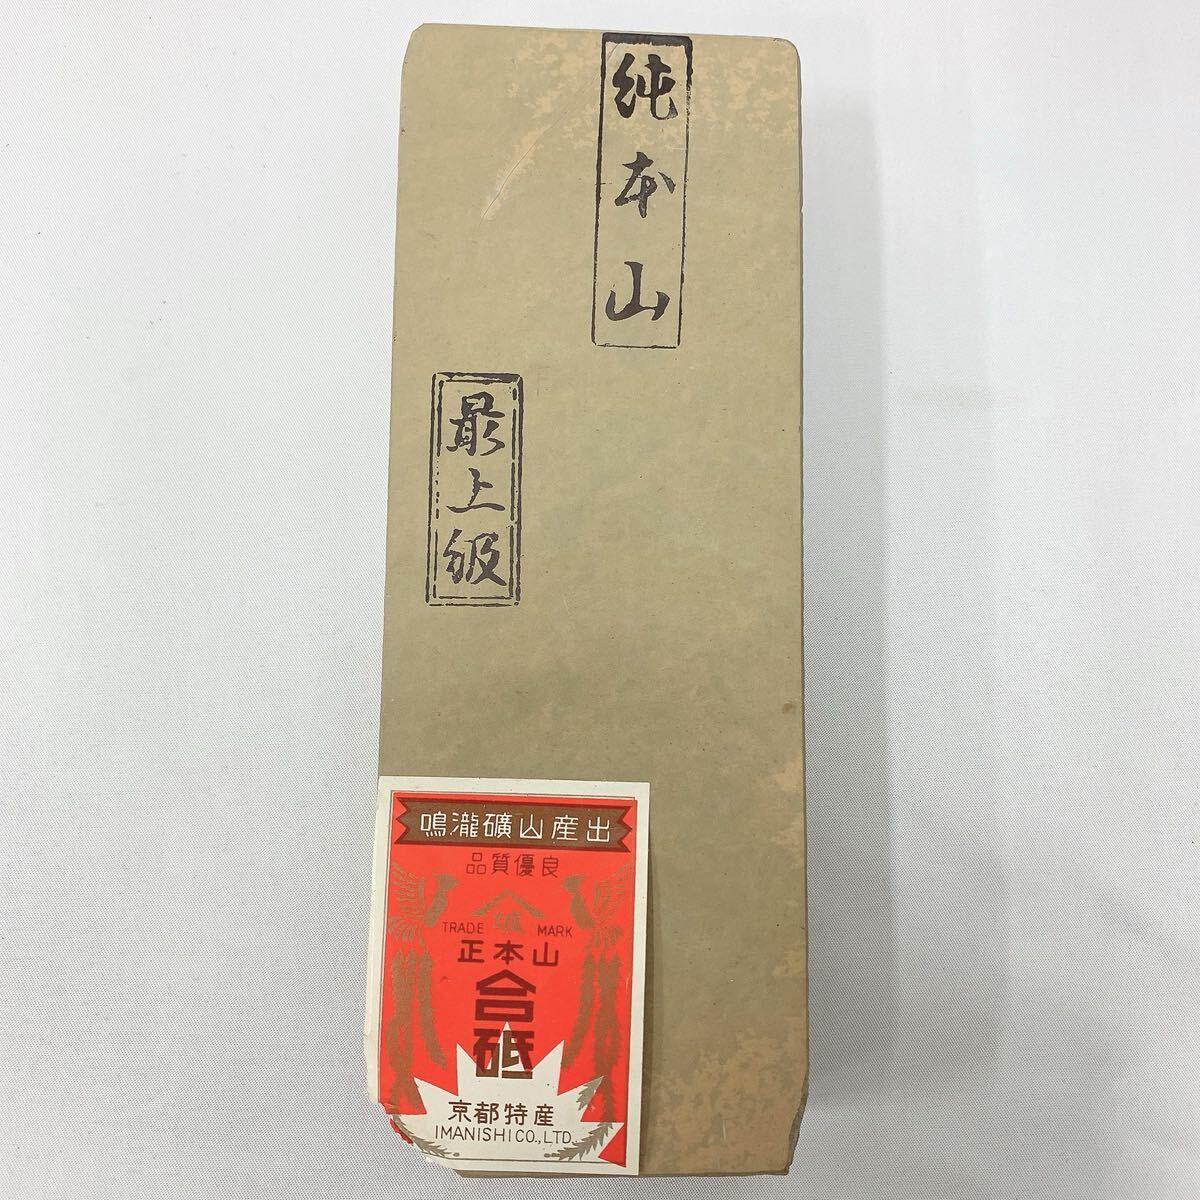 純本山
最上級
鳴瀧礦山産出
品質優良
城
TRADE MARK
正本山
合砥
京都特産
IMANISHI CO., LTD.